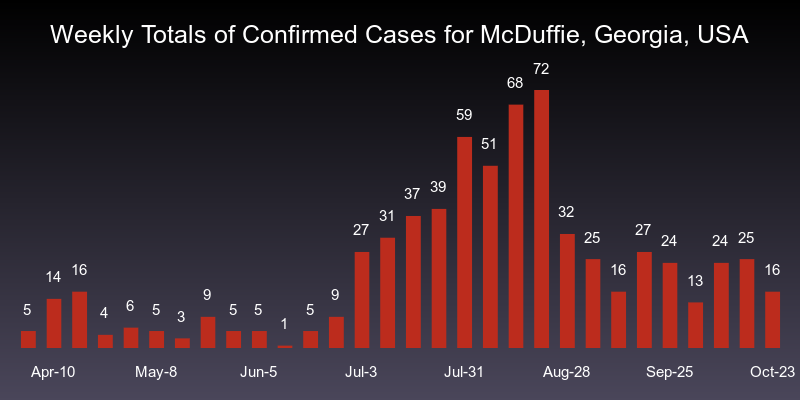 Weekly Totals of Confirmed Cases for McDuffie, Georgia, USA
5 14 16 4 6 5 3 9 5 5 1 5 9 27 31 37 39 59 51 68 72 32 25 16 27 24 13 24 25 16
Apr-10 May-8 Jun-5 Jul-3 Jul-31 Aug-28 Sep-25 Oct-23